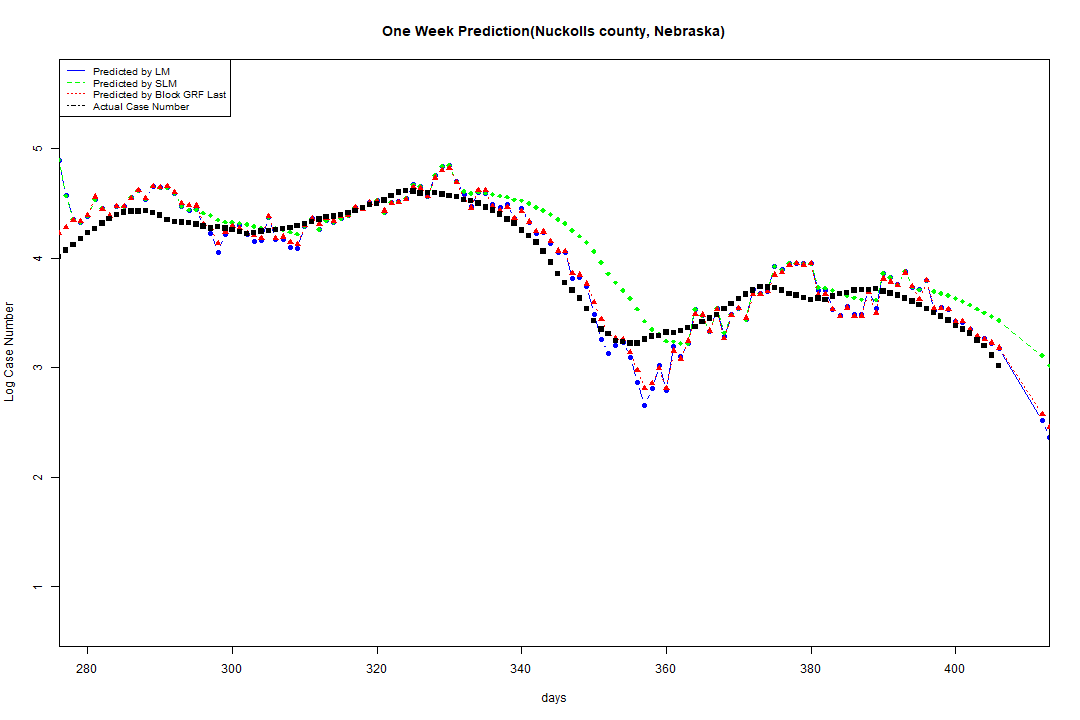 One Week Prediction(Nuckolls county, Nebraska)
Predicted by LM
Predicted by SLM
Predicted by Block GRF Last
Actual Case Number
5
4
3
2
1
Log Case Number
280 300 320 340 360 380 400
days